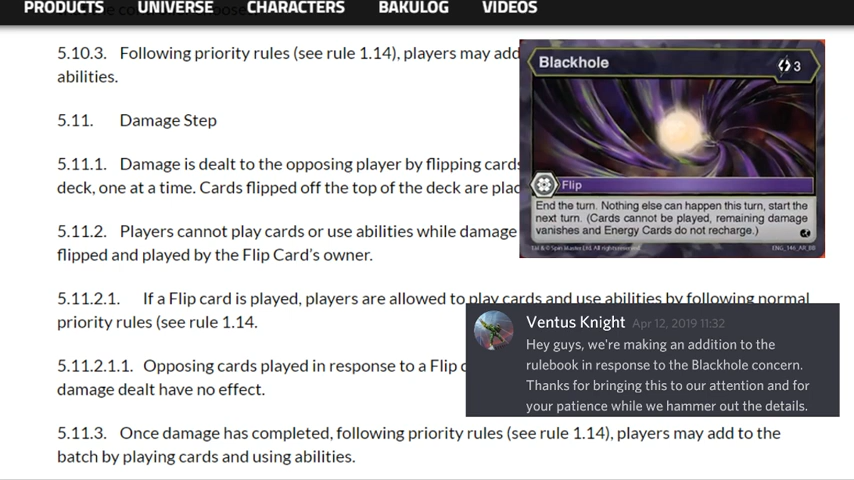 PRODUCTS UNIVERSE CHARACTERS BAKULOG VIDEOS
5.10.3. Following priority rules (see rule 1.14), players may add
abilities.
5.11. Damage Step
5.11.1. Damage is dealt to the opposing player by flipping cards
deck, one at a time. Cards flipped off the top of the deck are plac
5.11.2. Players cannot play cards or use abilities while damage
flipped and played by the Flip Card's owner.
5.11.2.1. If a Flip card is played, players are allowed to play cards and use abilities by following normal
priority rules (see rule 1.14.
5.11.2.1.1. Opposing cards played in response to a Flip c
damage dealt have no effect.
5.11.3. Once damage has completed, following priority rules (see rule 1.14), players may add to the
batch by playing cards and using abilities.
Blackhole
3
Flip
End the turn. Nothing else can happen this turn, start the
next turn. (Cards cannot be played, remaining damage
vanishes and Energy Cards do not recharge.)
TM & © Spin Master Ltd. All rights reserved.
ENG_146_AR_BB
Ventus Knight Apr 12, 2019 11:32
Hey guys, we're making an addition to the
rulebook in response to the Blackhole concern.
Thanks for bringing this to our attention and for
your patience while we hammer out the details.